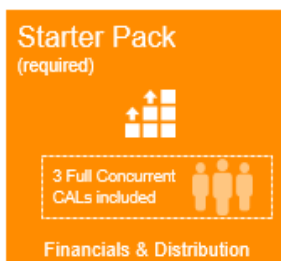 Starter Pack
(required)
3 Full Concurrent
CALs included
Financials & Distribution